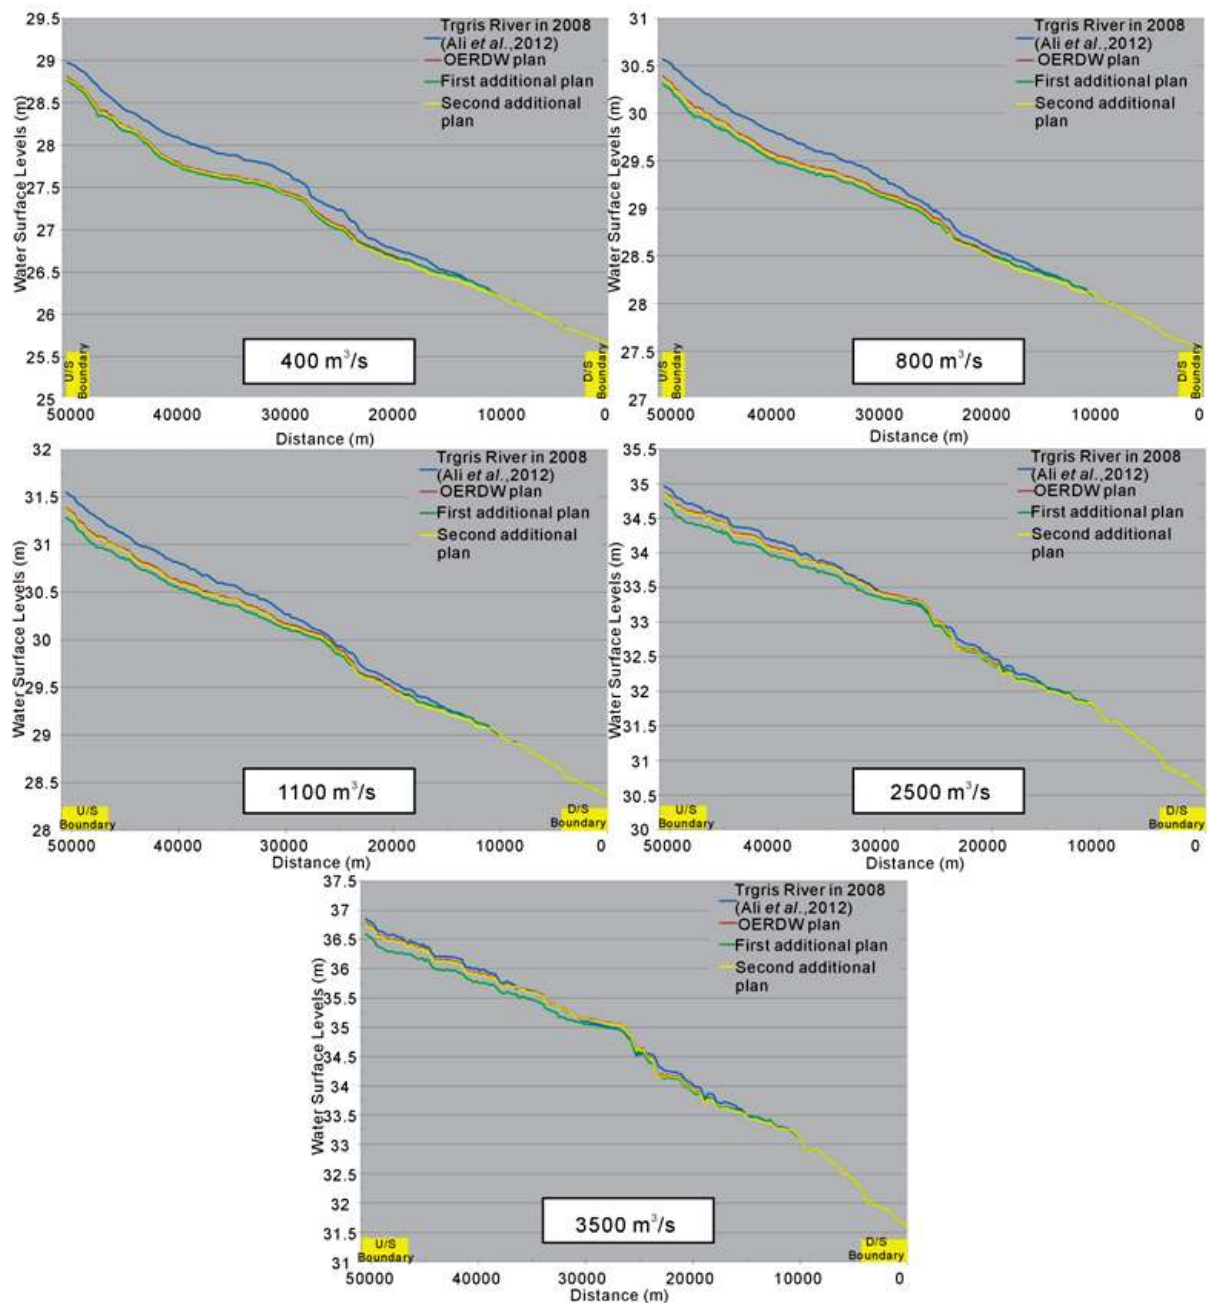 29.5
29
28.5
28
27.5
27
26.5
26
25.5
25
Water Surface Levels (m)
Trgris River in 2008
(Ali et al.,2012)
OERDW plan
First additional plan
Second additional
plan
400 m³/s
U/S
Boundary
D/S
Boundary
50000 40000 30000 20000 10000 0
Distance (m)
31
30.5
30
29.5
29
28.5
28
27.5
27
Water Surface Levels (m)
Trgris River in 2008
(Ali et al.,2012)
OERDW plan
First additional plan
Second additional
plan
800 m³/s
U/S
Boundary
D/S
Boundary
50000 40000 30000 20000 10000 0
Distance (m)
32
31.5
31
30.5
30
29.5
29
28.5
28
Water Surface Levels (m)
Trgris River in 2008
(Ali et al.,2012)
OERDW plan
First additional plan
Second additional
plan
1100 m³/s
U/S
Boundary
D/S
Boundary
50000 40000 30000 20000 10000 0
Distance (m)
35.5
35
34.5
34
33.5
33
32.5
32
31.5
31
30.5
30
Water Surface Levels (m)
Trgris River in 2008
(Ali et al.,2012)
OERDW plan
First additional plan
Second additional
plan
2500 m³/s
U/S
Boundary
D/S
Boundary
50000 40000 30000 20000 10000 0
Distance (m)
37.5
37
36.5
36
35.5
35
34.5
34
33.5
33
32.5
32
31.5
31
Water Surface Levels (m)
Trgris River in 2008
(Ali et al.,2012)
OERDW plan
First additional plan
Second additional
plan
3500 m³/s
U/S
Boundary
D/S
Boundary
50000 40000 30000 20000 10000 0
Distance (m)